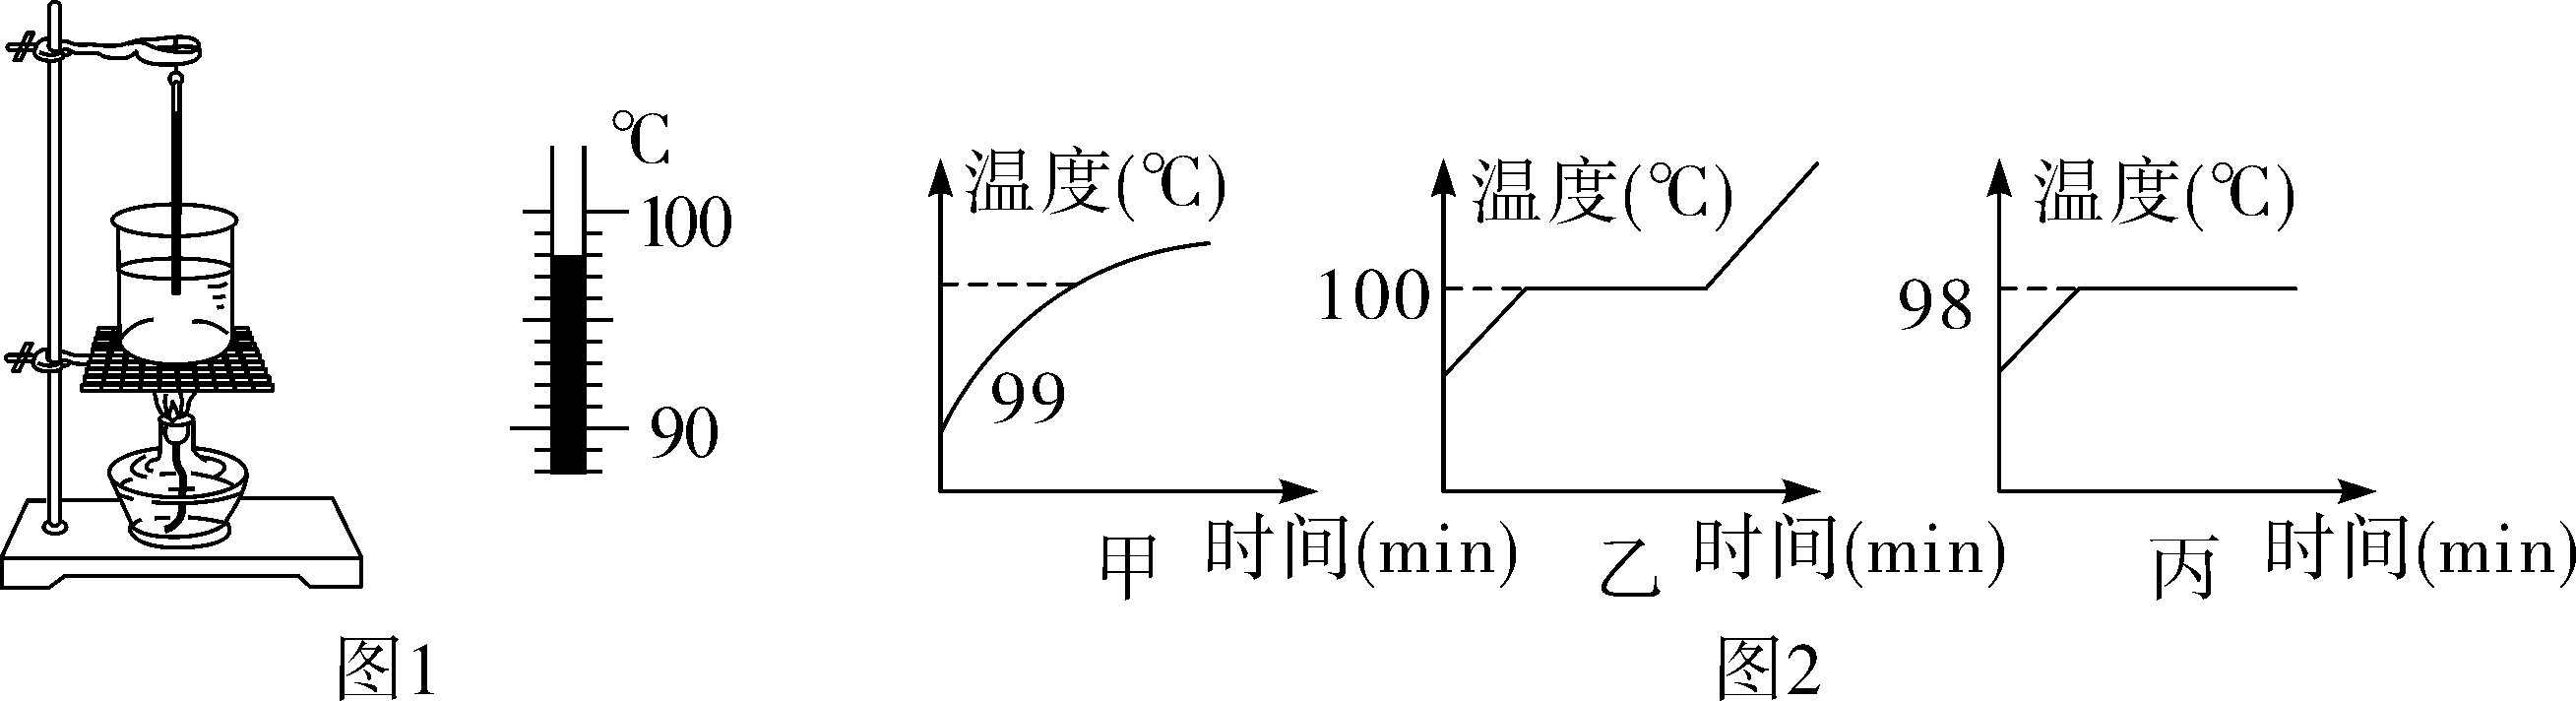 ℃
100
90
图1
温度(℃)
99
时间(min)
甲
温度(℃)
100
时间(min)
乙
温度(℃)
98
时间(min)
丙
图2